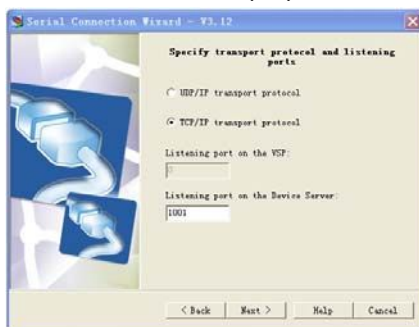 Serial Connection Wizard - V3.12
Specify transport protocol and listening
ports
UDP/IP transport protocol
TCP/IP transport protocol
Listening port on the VSP:
0
Listening port on the Device Server:
1001
< Back
Next >
Help
Cancel